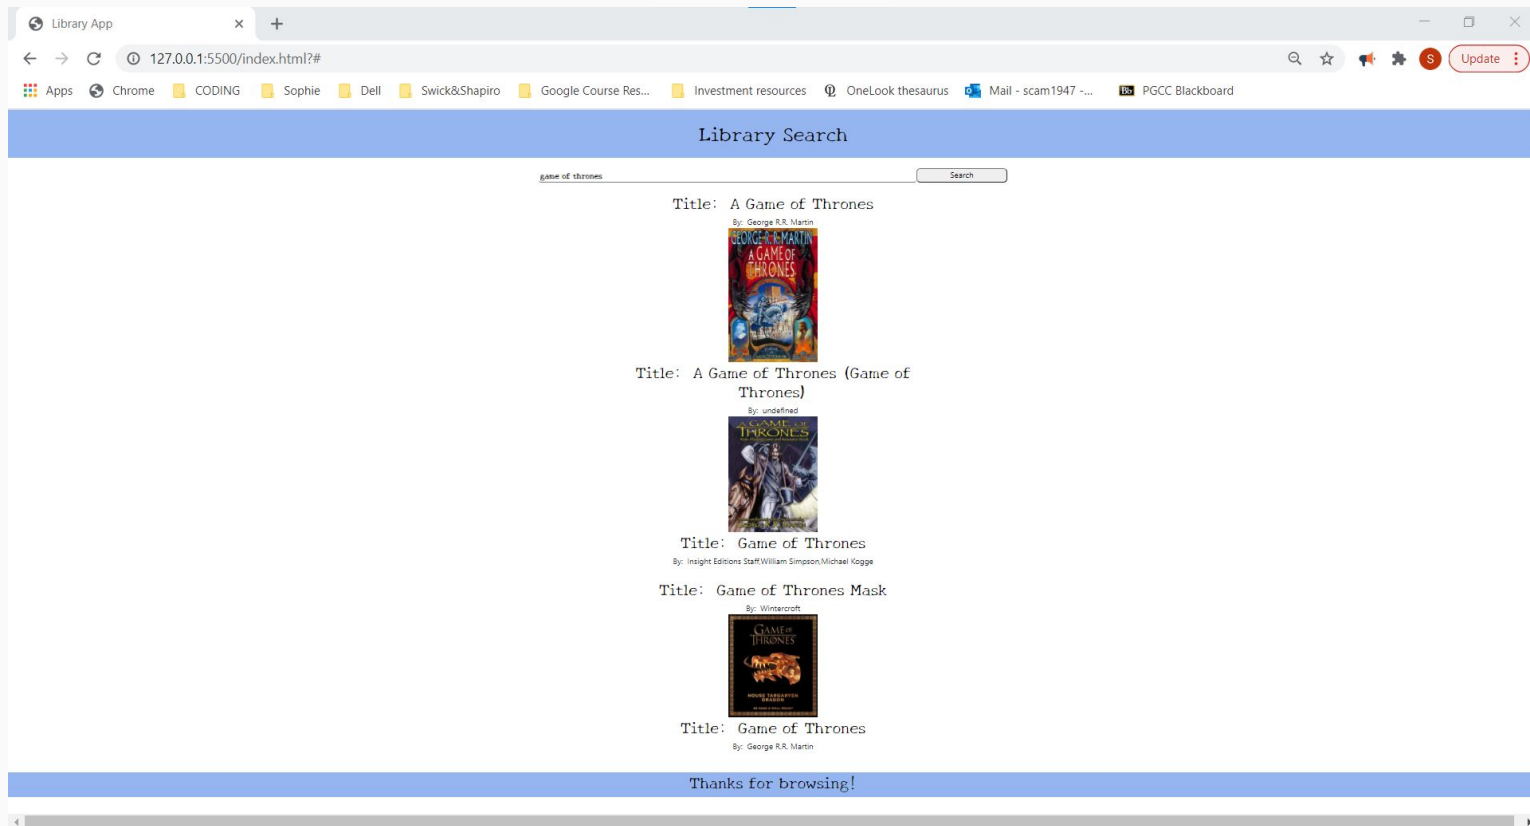 Library App
127.0.0.1:5500/index.html?#
S
Update
Apps
Chrome
CODING
Sophie
Dell
Swick&Shapiro
Google Course Res...
Investment resources
OneLook thesaurus
Mail - scam1947 -...
Bb
PGCC Blackboard
Library Search
game of thrones
Search
Title: A Game of Thrones
By: George R.R. Martin
GEORGE R. R. MARTIN
A GAME OF
THRONES
Title: A Game of Thrones (Game of
Thrones)
By: undefined
A GAME OF
THRONES
Title: Game of Thrones
By: Insight Editions Staff,William Simpson,Michael Kogge
Title: Game of Thrones Mask
By: Wintercroft
GAME OF
THRONES
HOUSE TARGARYEN
DRAGON
Title: Game of Thrones
By: George R.R. Martin
Thanks for browsing!